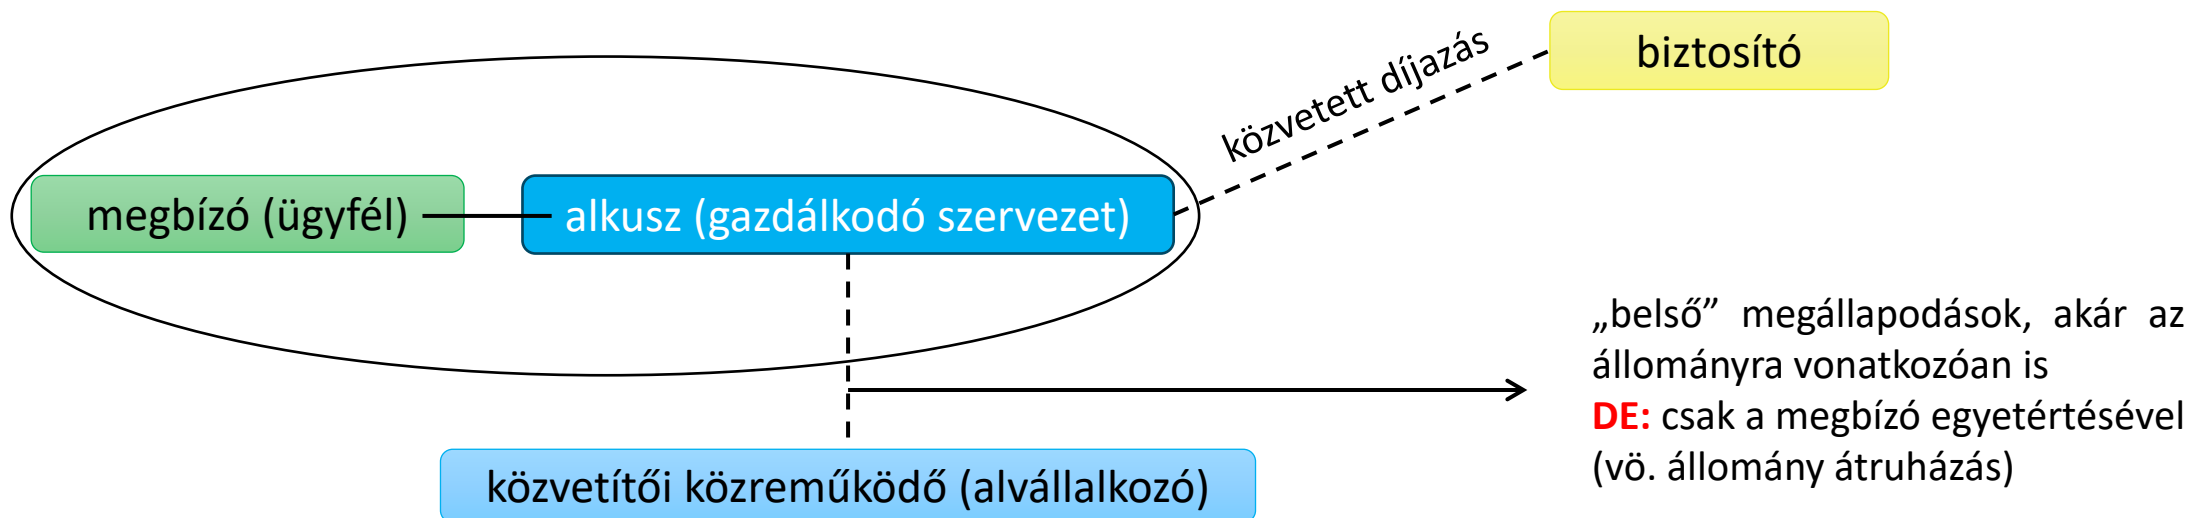 biztosító
közvetett díjazás
megbízó (ügyfél)
alkusz (gazdálkodó szervezet)
„belső” megállapodások, akár az
állományra vonatkozóan is
DE: csak a megbízó egyetértésével
(vö. állomány átruházás)
közvetítői közreműködő (alvállalkozó)